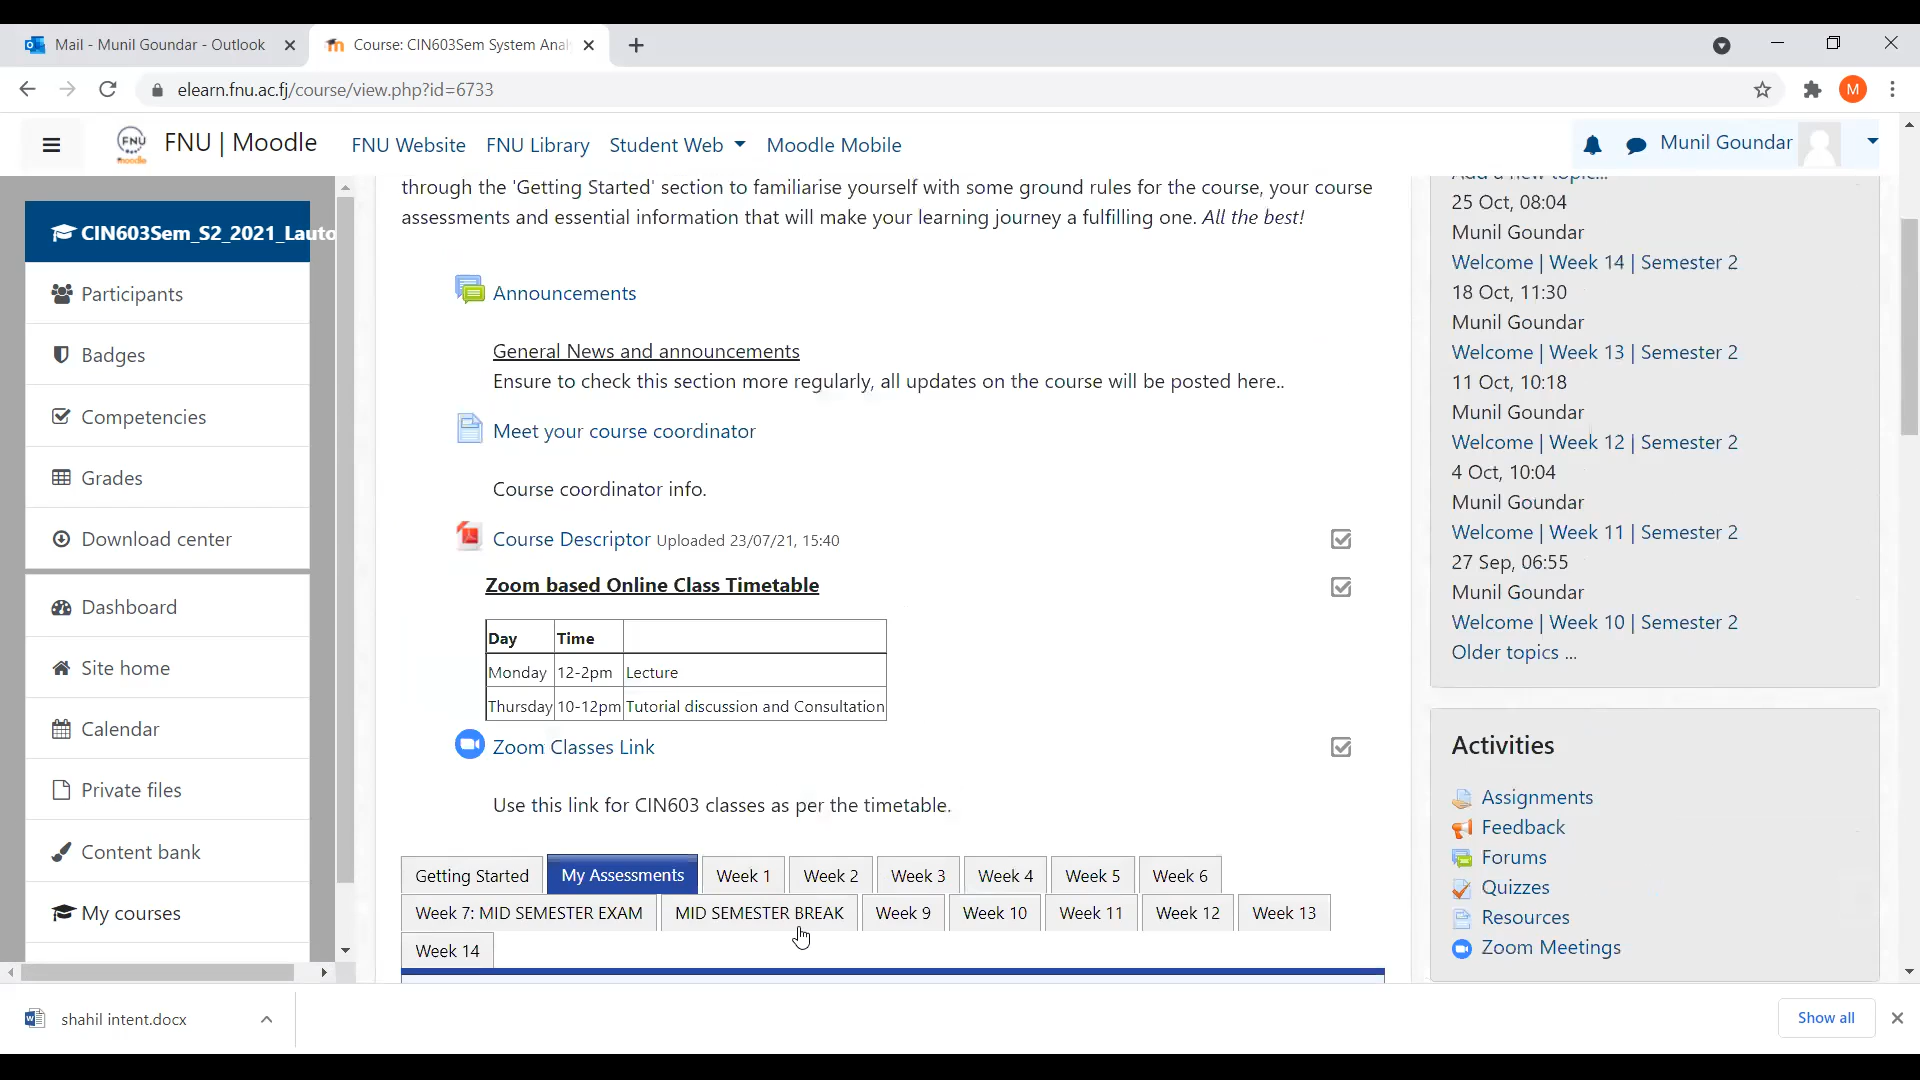 Mail - Munil Goundar - Outlook
Course: CIN603Sem System Anal
elearn.fnu.ac.fj/course/view.php?id=6733
M
FNU
moodle
FNU | Moodle
FNU Website
FNU Library
Student Web
Moodle Mobile
Munil Goundar
CIN603Sem_S2_2021_Lauto
Participants
Badges
Competencies
Grades
Download center
Dashboard
Site home
Calendar
Private files
Content bank
My courses
through the 'Getting Started' section to familiarise yourself with some ground rules for the course, your course
assessments and essential information that will make your learning journey a fulfilling one. All the best!
Announcements
General News and announcements
Ensure to check this section more regularly, all updates on the course will be posted here..
Meet your course coordinator
Course coordinator info.
Course Descriptor Uploaded 23/07/21, 15:40
Zoom based Online Class Timetable
Day Time
Monday 12-2pm Lecture
Thursday 10-12pm Tutorial discussion and Consultation
Zoom Classes Link
Use this link for CIN603 classes as per the timetable.
Getting Started My Assessments Week 1 Week 2 Week 3 Week 4 Week 5 Week 6
Week 7: MID SEMESTER EXAM MID SEMESTER BREAK Week 9 Week 10 Week 11 Week 12 Week 13
Week 14
Add a new topic...
25 Oct, 08:04
Munil Goundar
Welcome | Week 14 | Semester 2
18 Oct, 11:30
Munil Goundar
Welcome | Week 13 | Semester 2
11 Oct, 10:18
Munil Goundar
Welcome | Week 12 | Semester 2
4 Oct, 10:04
Munil Goundar
Welcome | Week 11 | Semester 2
27 Sep, 06:55
Munil Goundar
Welcome | Week 10 | Semester 2
Older topics ...
Activities
Assignments
Feedback
Forums
Quizzes
Resources
Zoom Meetings
shahil intent.docx
Show all